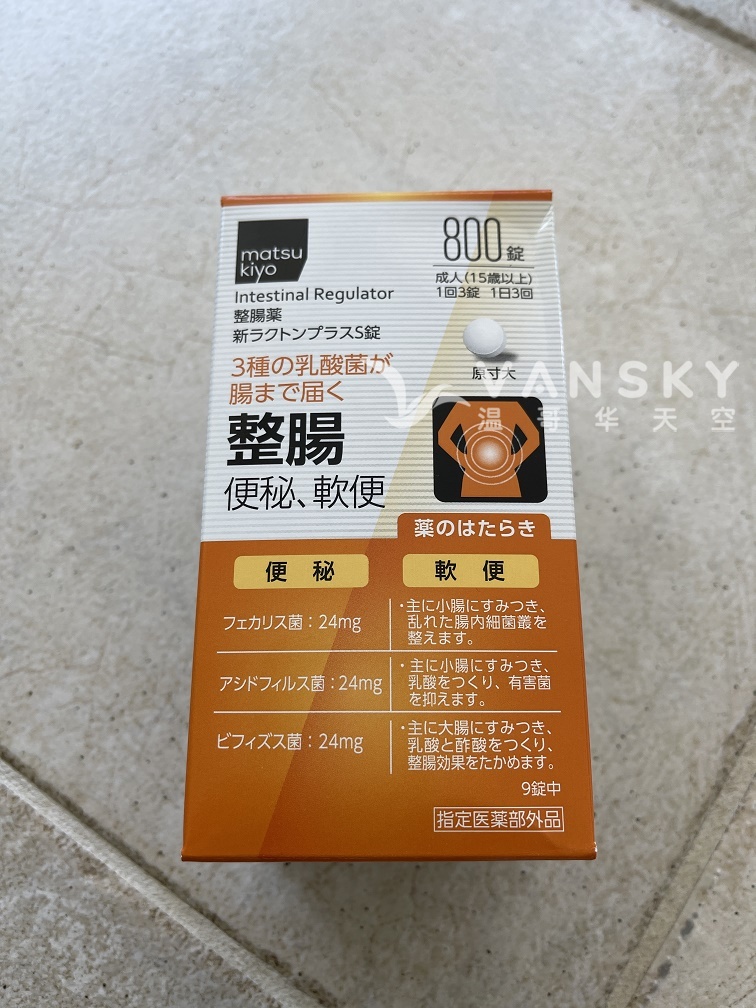 matsu
kiyo
800錠
成人(15歳以上)
1回3錠 1日3回
Intestinal Regulator
整腸薬
新ラクトンプラスS錠
原寸大
3種の乳酸菌が
腸まで届く
整腸
便秘、軟便
VANSKY
温哥华天空
薬のはたらき
便秘
軟便
フェカリス菌:24mg
・主に小腸にすみつき、
乱れた腸内細菌叢を
整えます。
アシドフィルス菌:24mg
・主に小腸にすみつき、
乳酸をつくり、有害菌
を抑えます。
ビフィズス菌:24mg
・主に大腸にすみつき、
乳酸と酢酸をつくり、
整腸効果をたかめます。
9錠中
指定医薬部外品